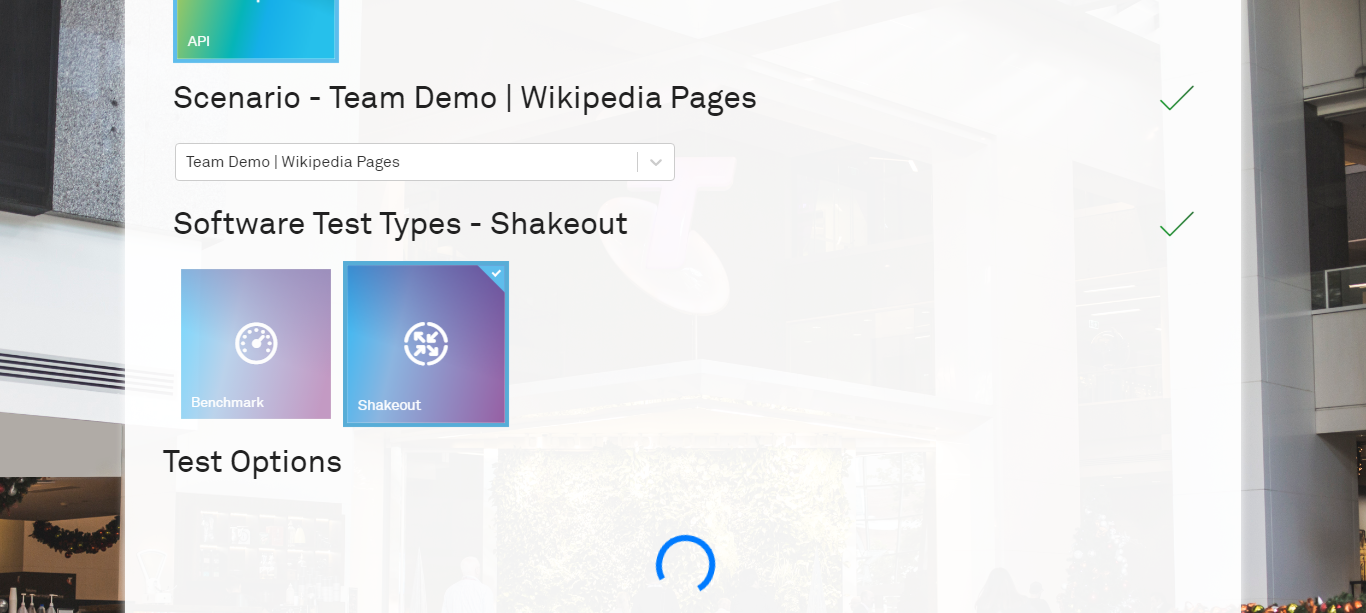 API
Scenario - Team Demo | Wikipedia Pages
Team Demo | Wikipedia Pages
Software Test Types - Shakeout
Benchmark
Shakeout
Test Options